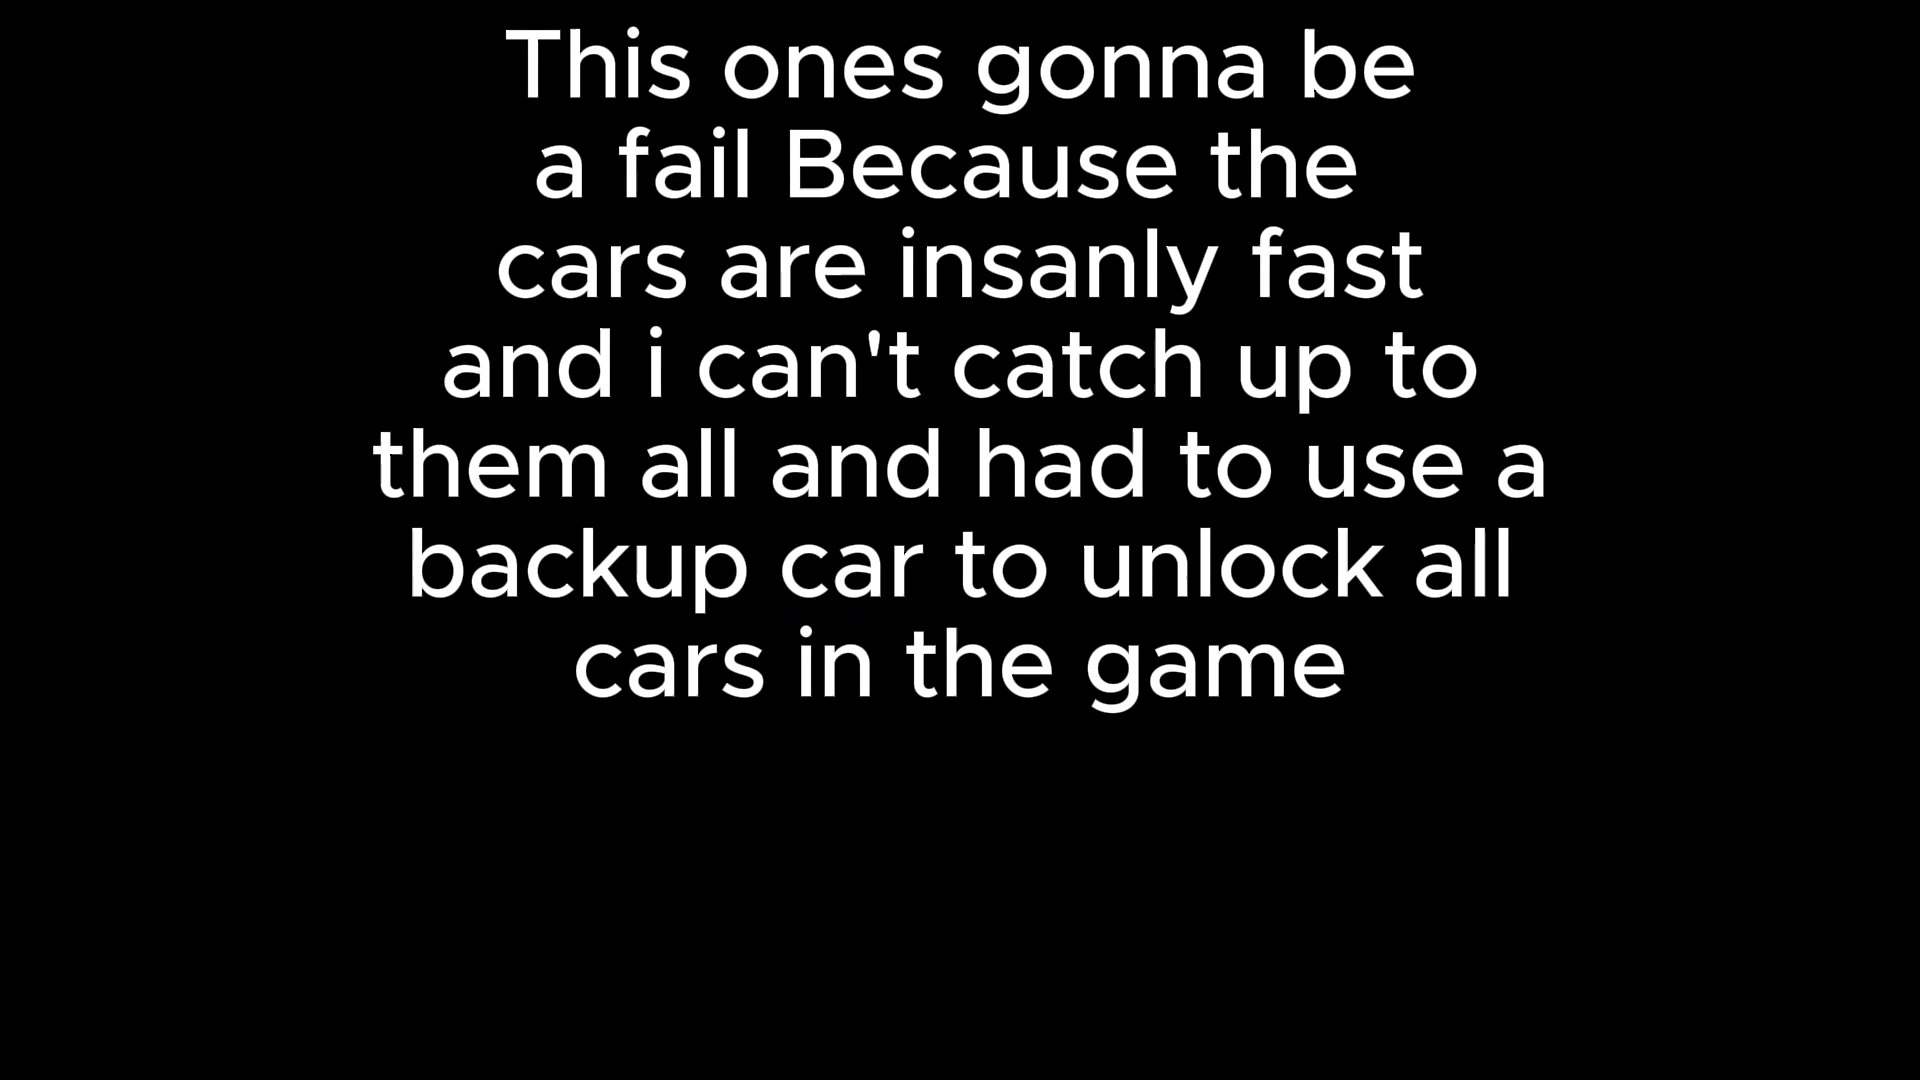 This ones gonna be
a fail Because the
cars are insanly fast
and i can't catch up to
them all and had to use a
backup car to unlock all
cars in the game